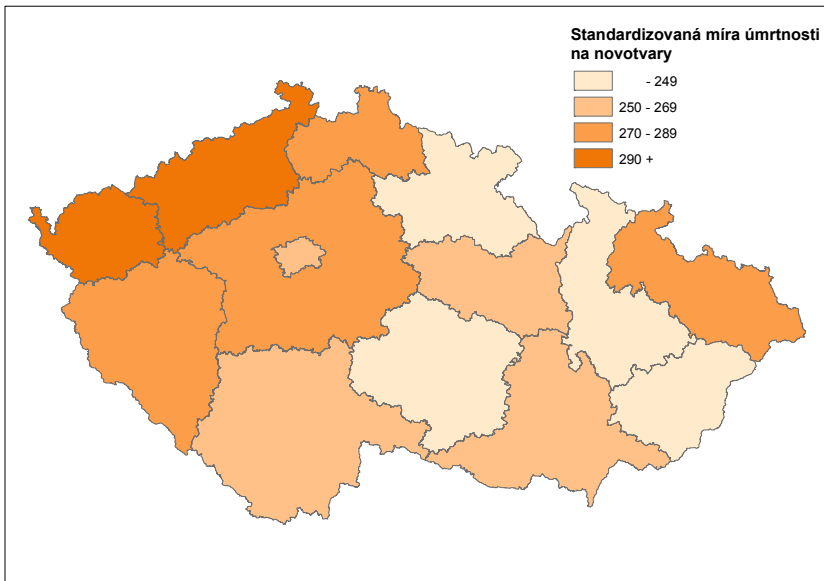 Standardizovaná míra úmrtnosti
na novotvary
- 249
250 - 269
270 - 289
290 +